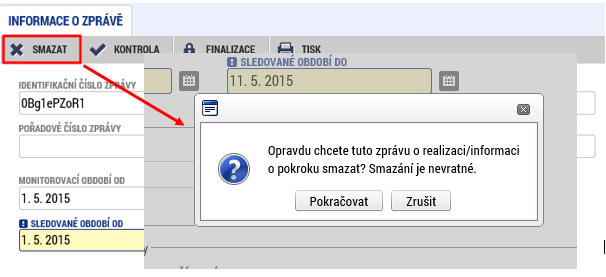 INFORMACE O ZPRÁVĚ
SMAZAT KONTROLA FINALIZACE TISK
SLEDOVANÉ OBDOBÍ DO
11. 5. 2015
IDENTIFIKAČNÍ ČÍSLO ZPRÁVY
0Bg1ePZoR1
POŘADOVÉ ČÍSLO ZPRÁVY
Opravdu chcete tuto zprávu o realizaci/informaci
o pokroku smazat? Smazání je nevratné.
Pokračovat Zrušit
MONITOROVACÍ OBDOBÍ OD
1. 5. 2015
SLEDOVANÉ OBDOBÍ OD
1. 5. 2015